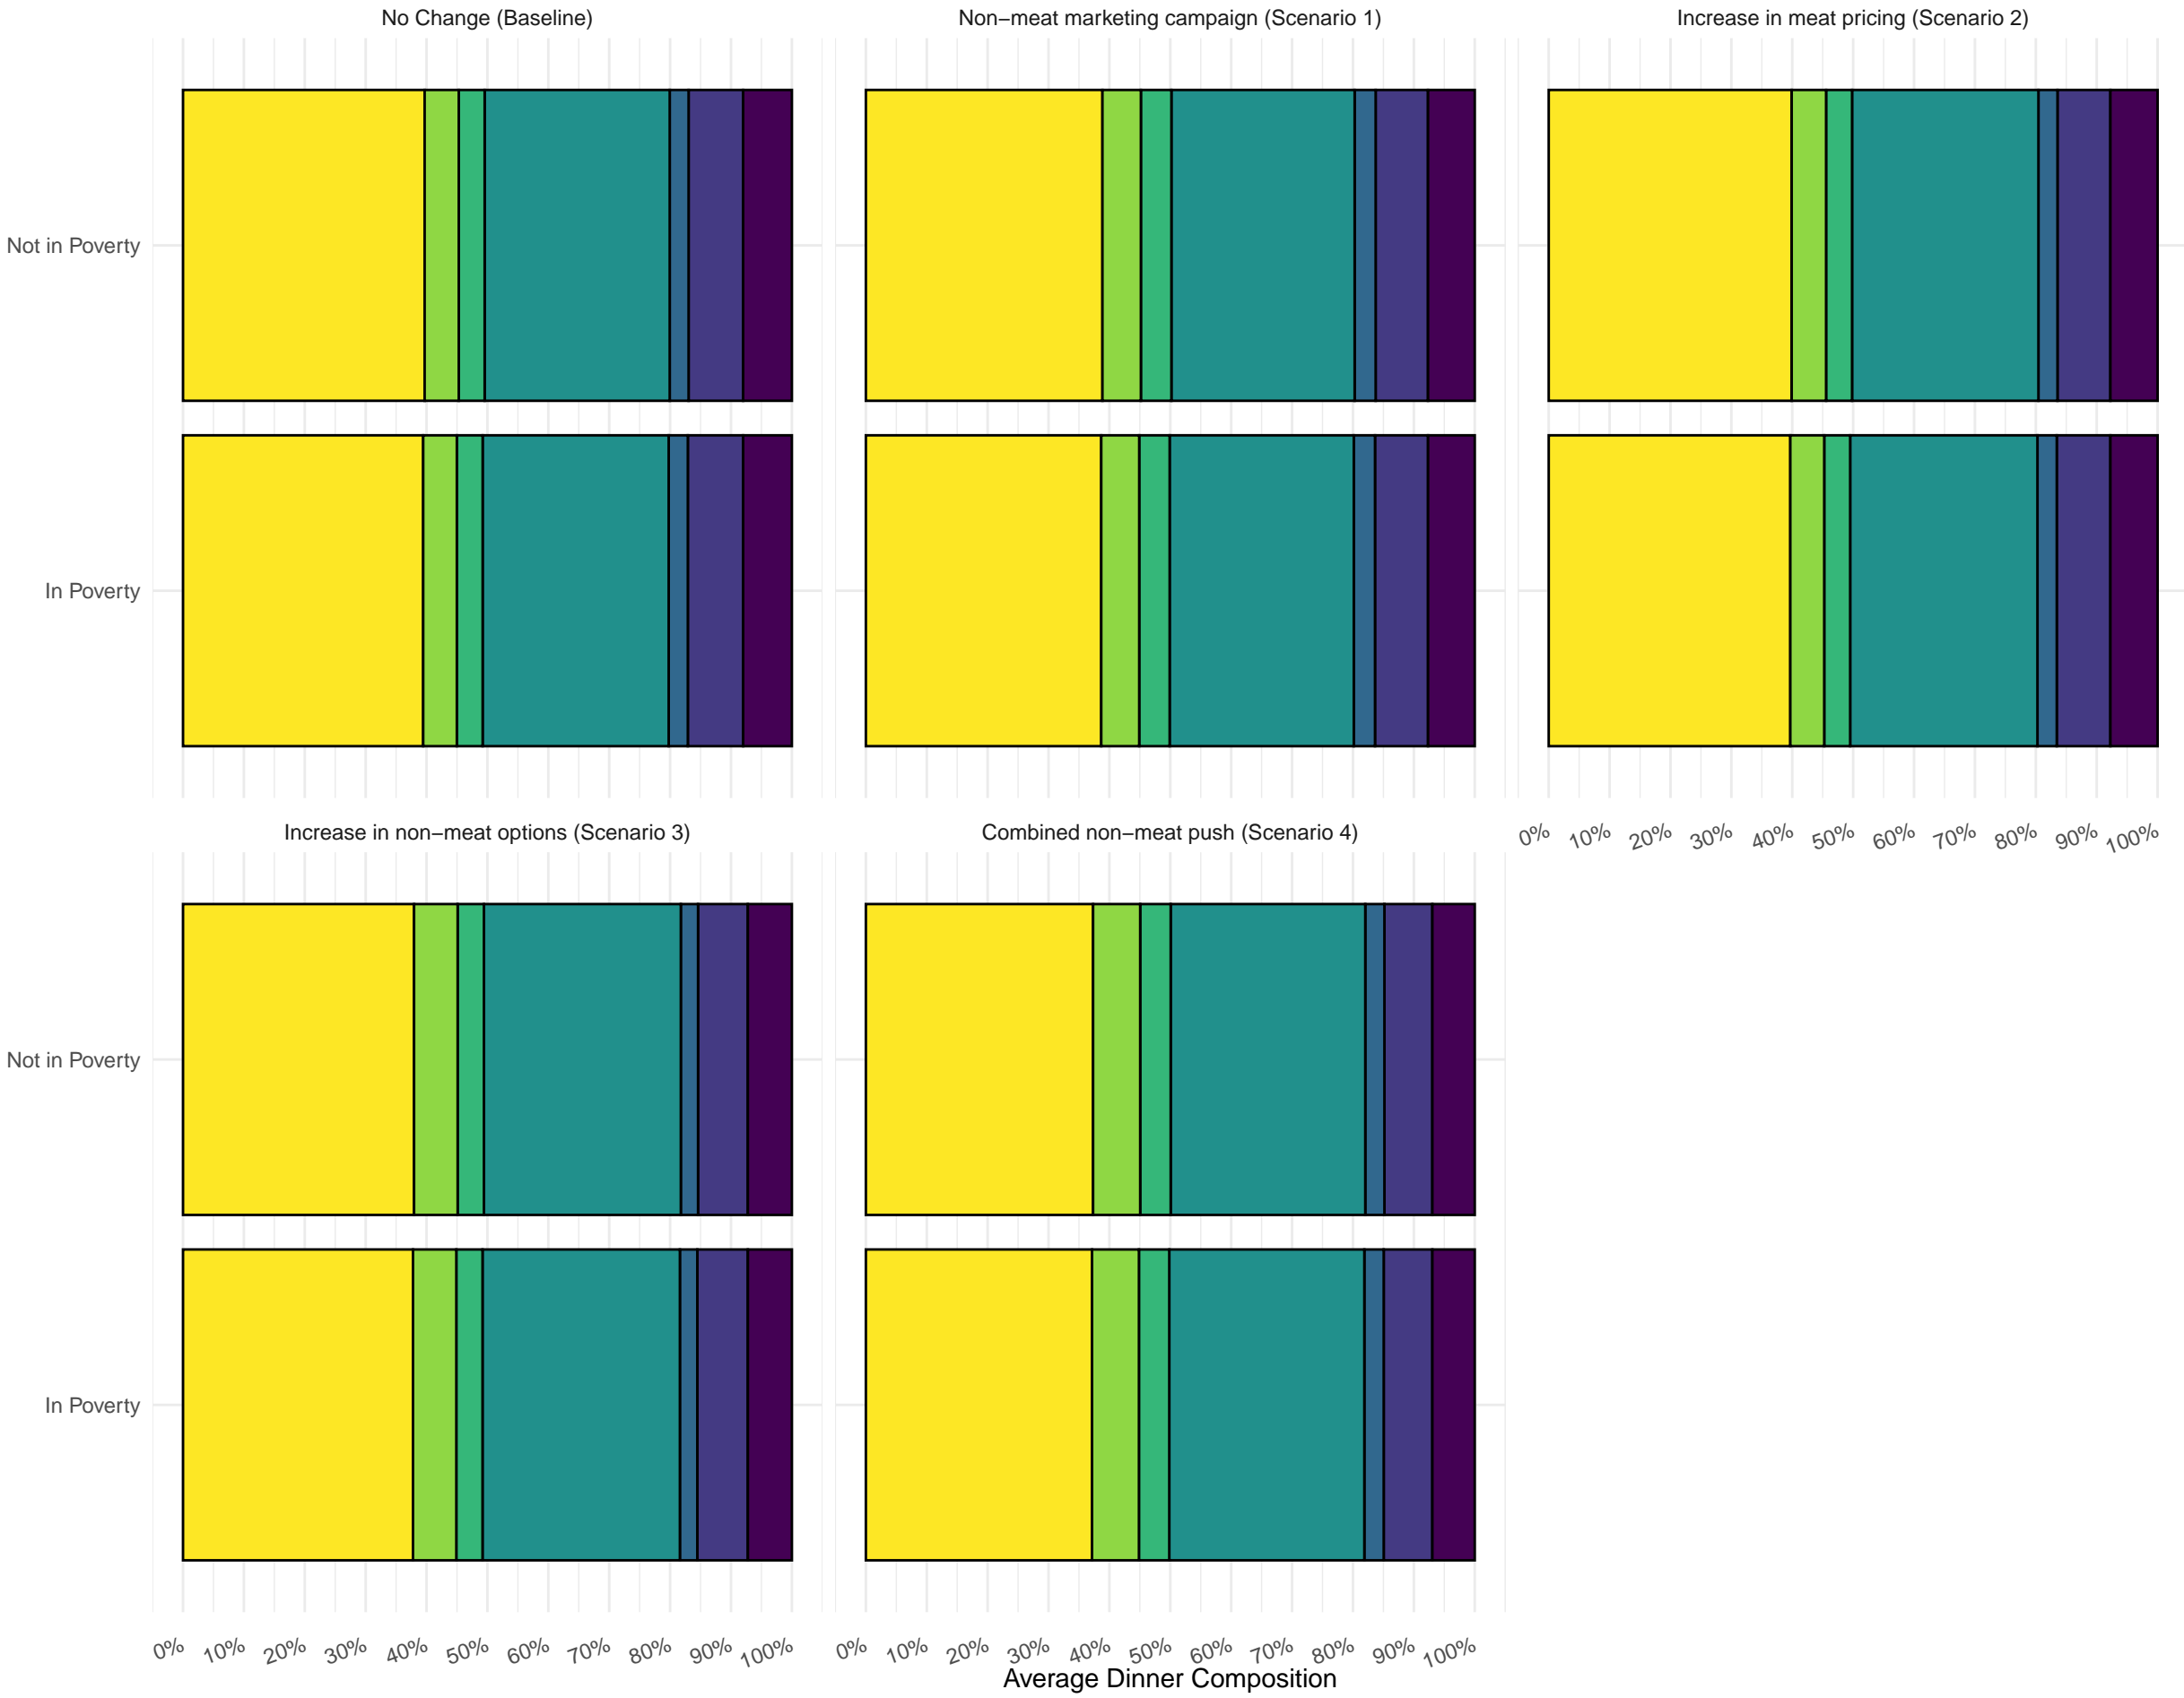 No Change (Baseline)
Non−meat marketing campaign (Scenario 1)
Increase in meat pricing (Scenario 2)
Not in Poverty
In Poverty
0% 10% 20% 30% 40% 50% 60% 70% 80% 90% 100%
Increase in non−meat options (Scenario 3)
Combined non−meat push (Scenario 4)
Not in Poverty
In Poverty
0% 10% 20% 30% 40% 50% 60% 70% 80% 90% 100%
0% 10% 20% 30% 40% 50% 60% 70% 80% 90% 100%
Average Dinner Composition